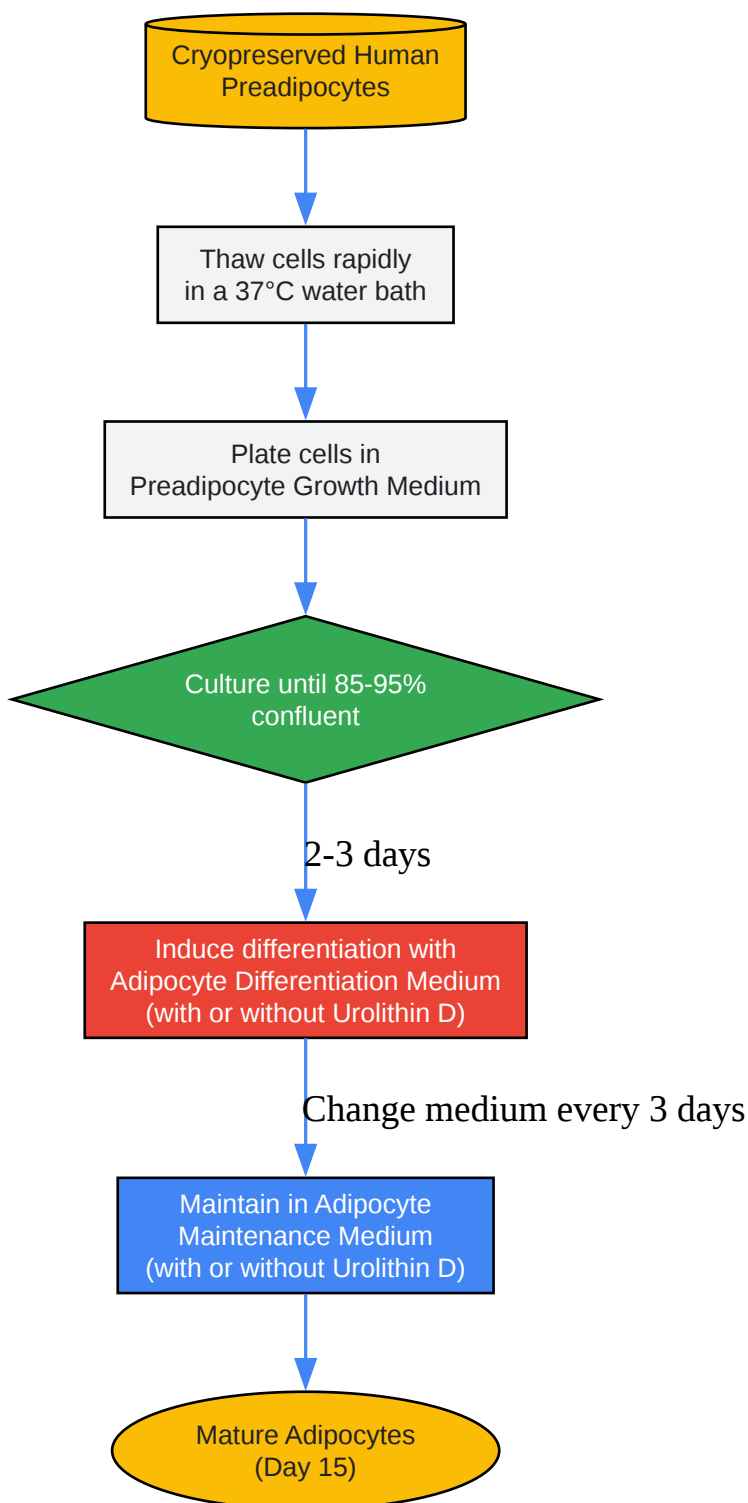 Cryopreserved Human
Preadipocytes
Thaw cells rapidly
in a 37°C water bath
Plate cells in
Preadipocyte Growth Medium
Culture until 85-95%
confluent
2-3 days
Induce differentiation with
Adipocyte Differentiation Medium
(with or without Urolithin D)
Change medium every 3 days
Maintain in Adipocyte
Maintenance Medium
(with or without Urolithin D)
Mature Adipocytes
(Day 15)